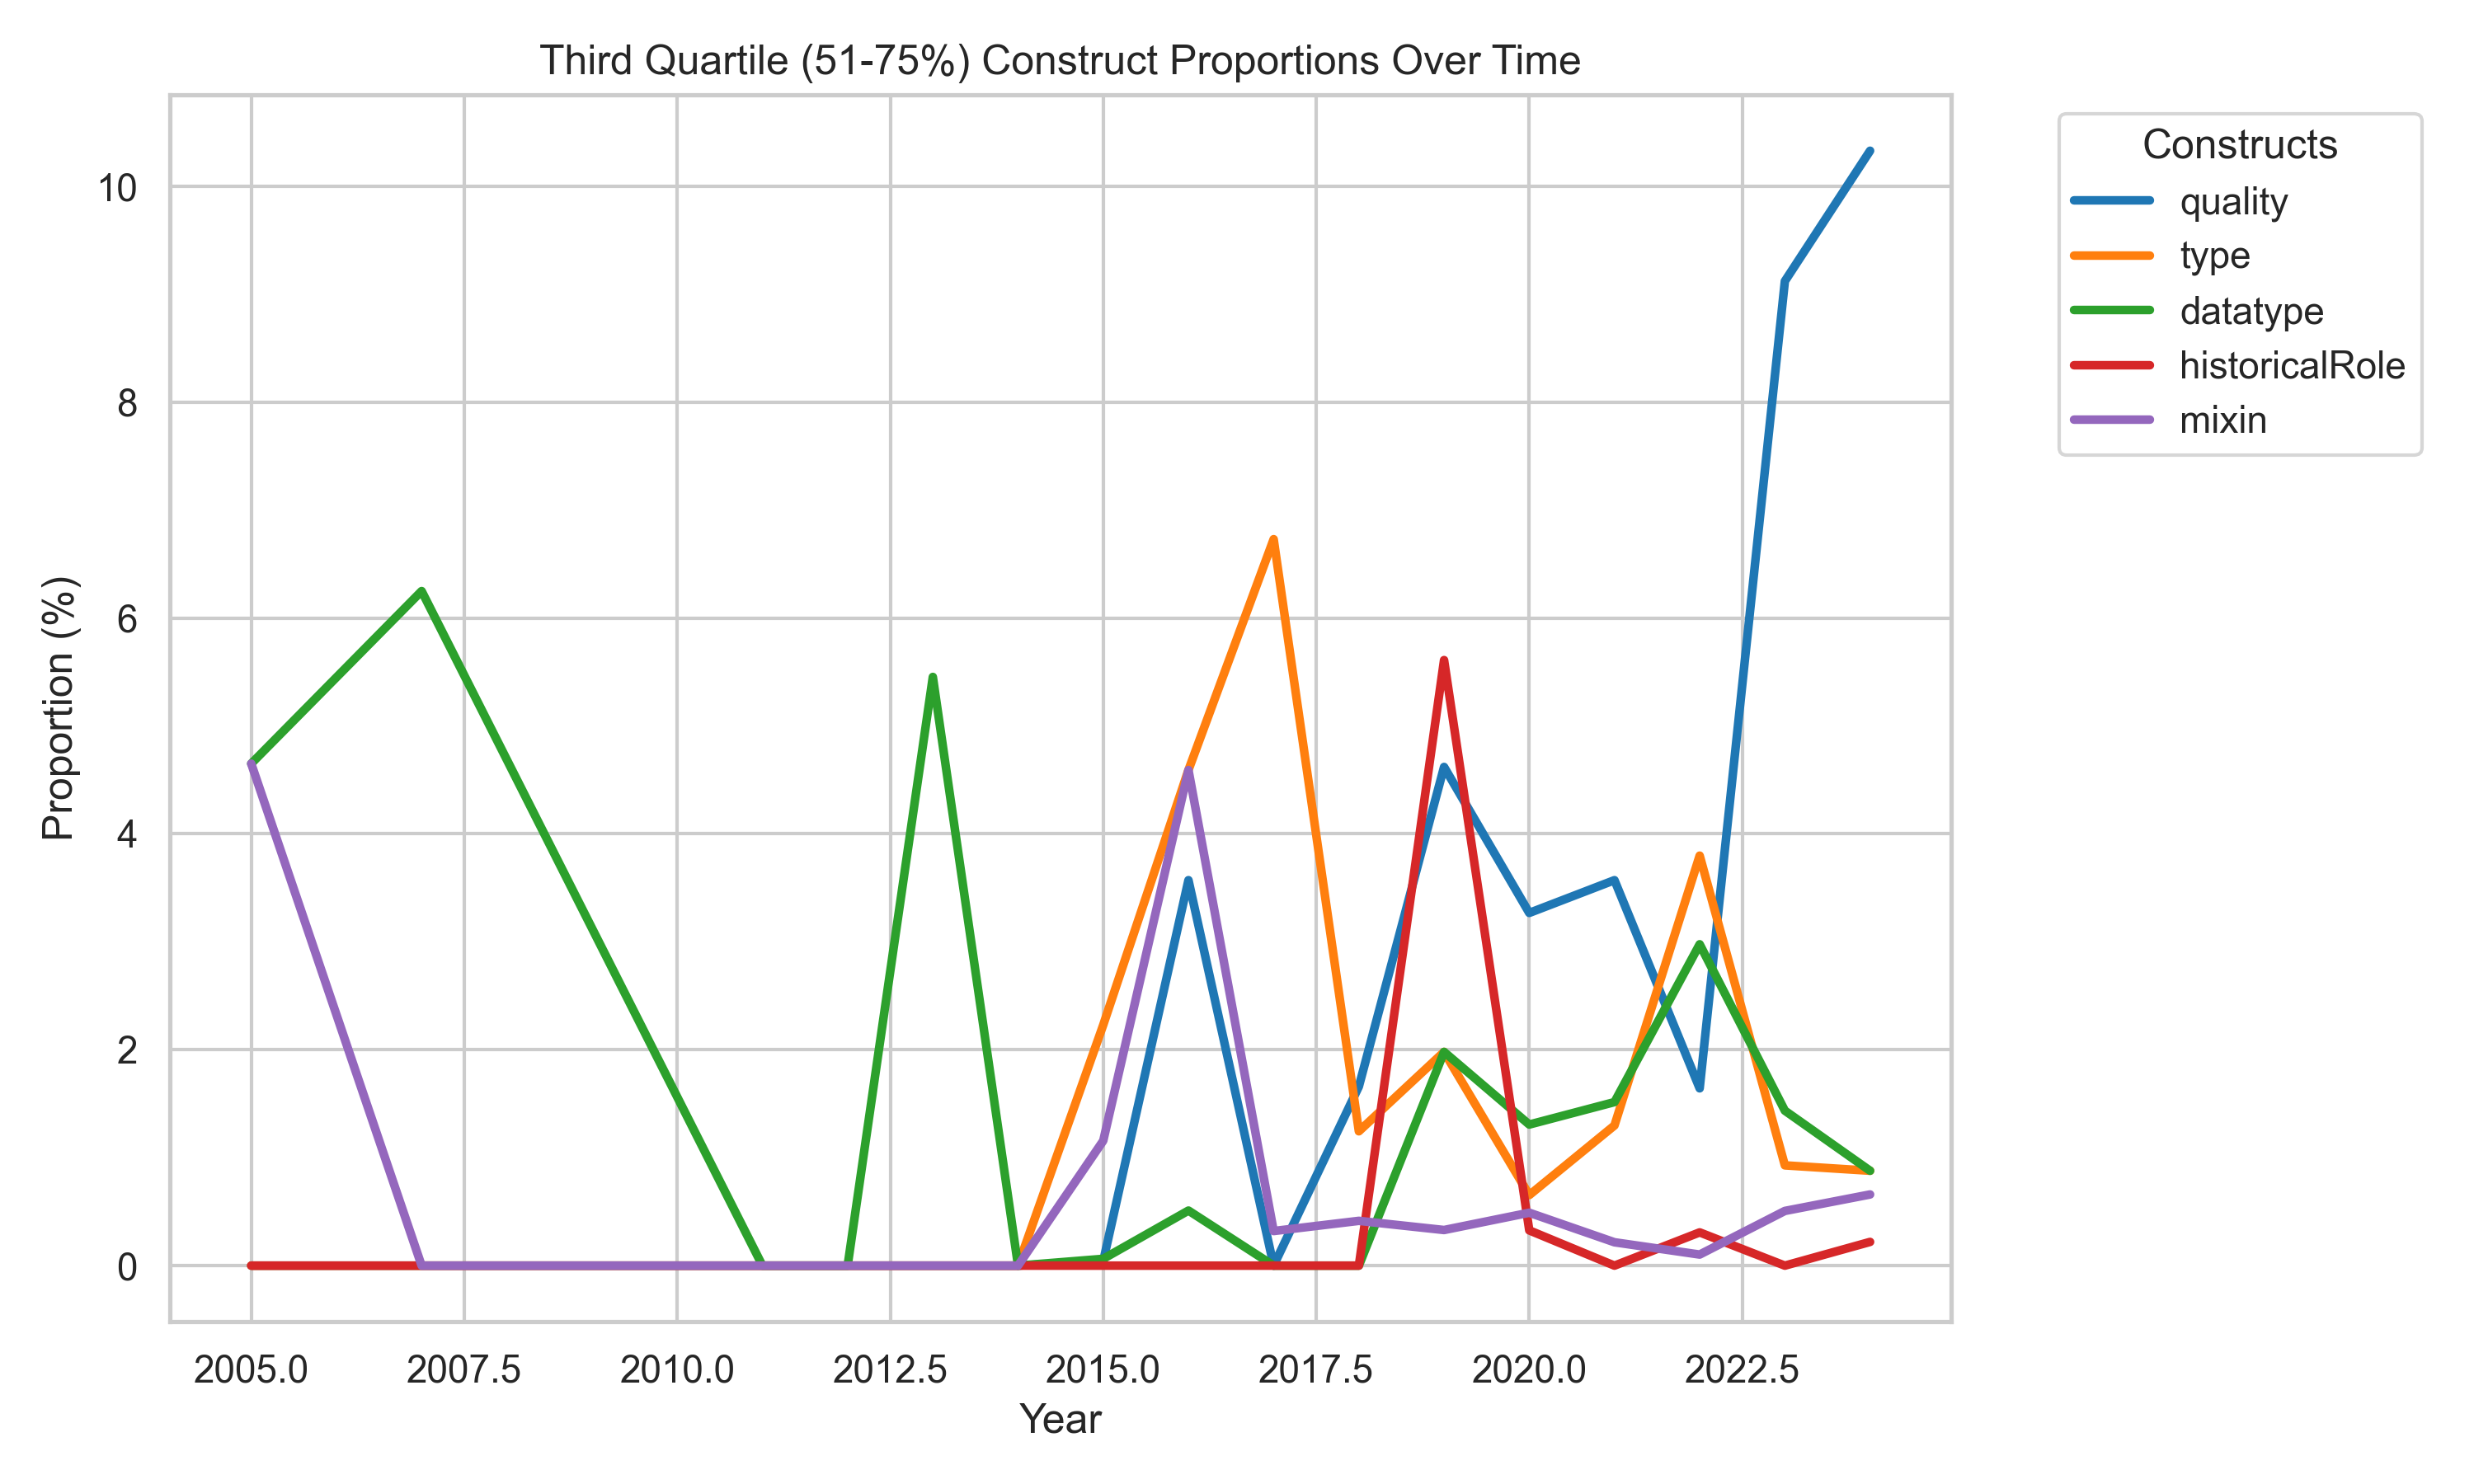 Third Quartile (51-75%) Construct Proportions Over Time
Constructs
quality
type
datatype
historicalRole
mixin
Proportion (%)
10
8
6
4
2
0
2005.0
2007.5
2010.0
2012.5
2015.0
2017.5
2020.0
2022.5
Year